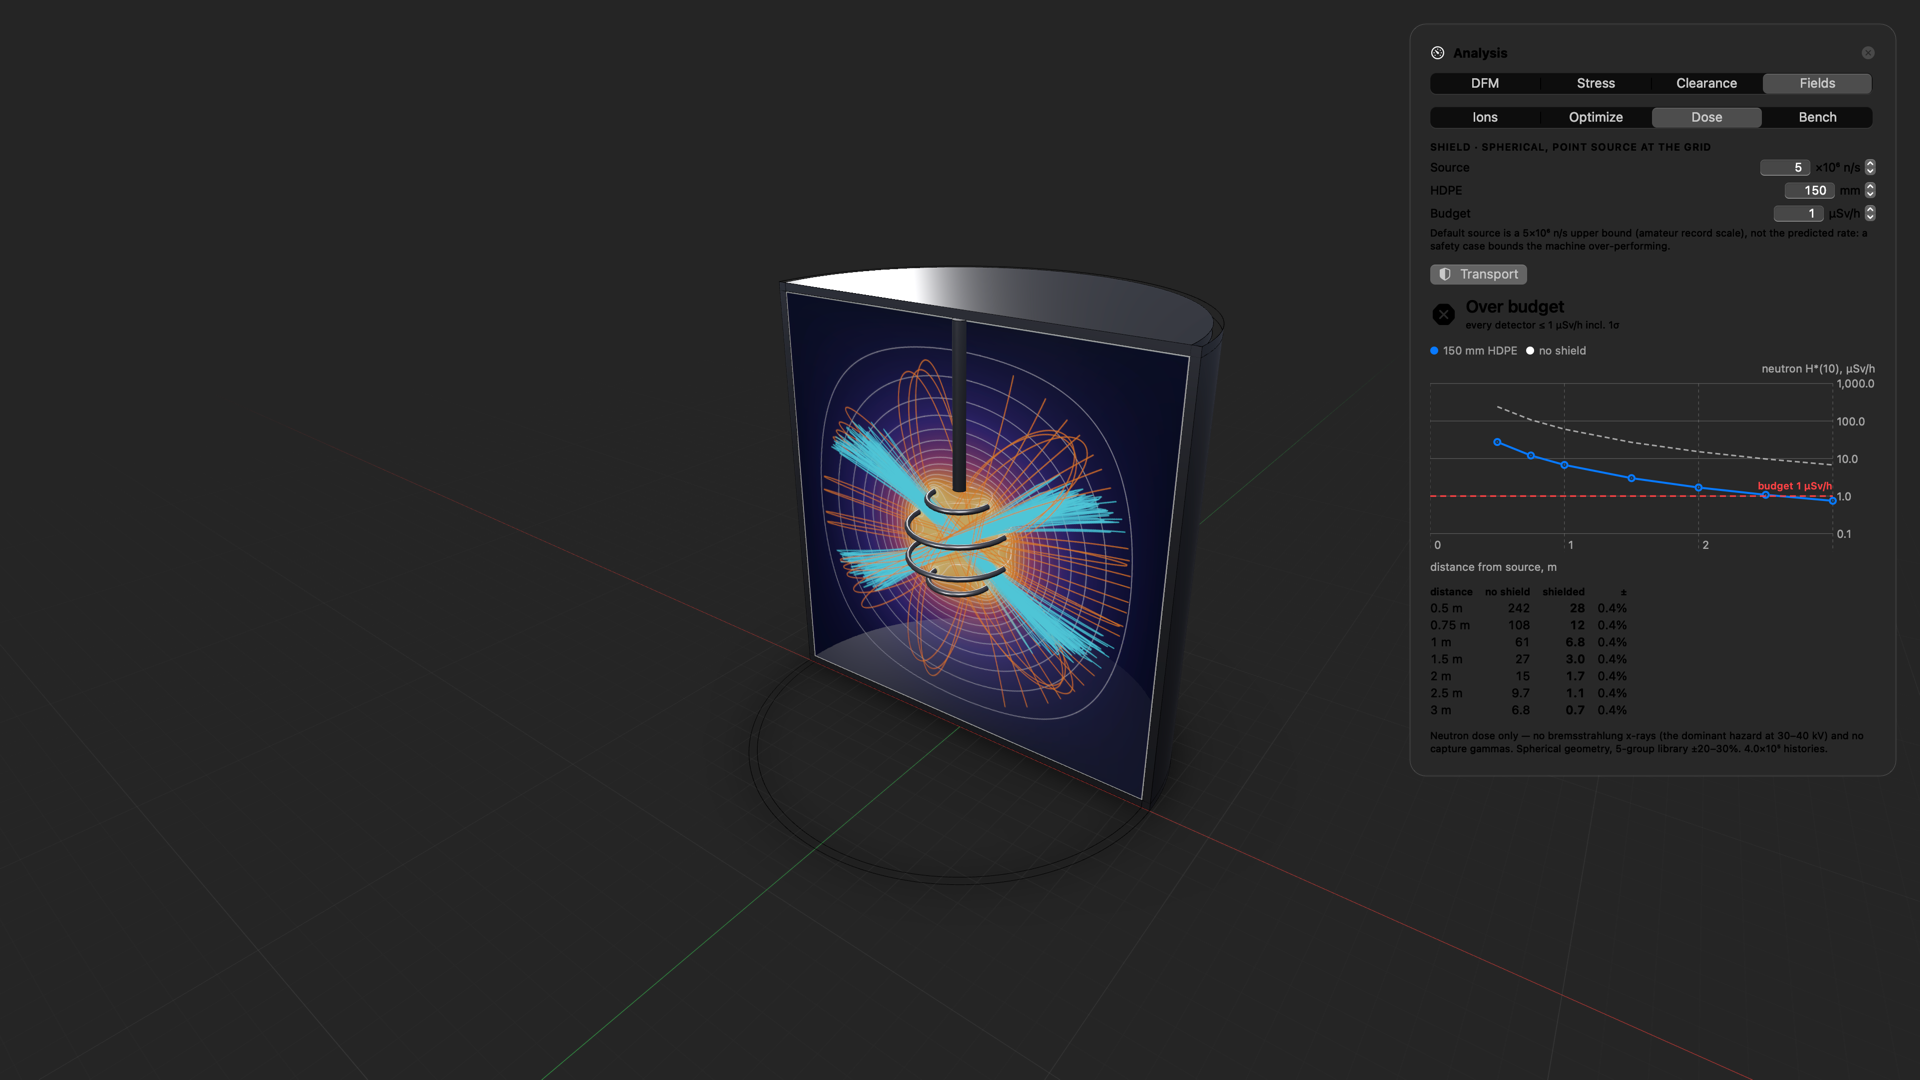 Analysis
DFM Stress Clearance Fields
Ions Optimize Dose Bench
SHIELD · SPHERICAL, POINT SOURCE AT THE GRID
Source 5 ×10⁶ n/s
HDPE 150 mm
Budget 1 µSv/h
Default source is a 5×10⁶ n/s upper bound (amateur record scale), not the predicted rate: a
safety case bounds the machine over-performing.
Transport
Over budget
every detector ≤ 1 µSv/h incl. 1σ
150 mm HDPE no shield
neutron H*(10), µSv/h
1,000.0
100.0
10.0
budget 1 µSv/h
1.0
0.1
0 1 2
distance from source, m
distance no shield shielded ±
0.5 m 242 28 0.4%
0.75 m 108 12 0.4%
1 m 61 6.8 0.4%
1.5 m 27 3.0 0.4%
2 m 15 1.7 0.4%
2.5 m 9.7 1.1 0.4%
3 m 6.8 0.7 0.4%
Neutron dose only — no bremsstrahlung x-rays (the dominant hazard at 30–40 kV) and no
capture gammas. Spherical geometry, 5-group library ±20–30%. histories.